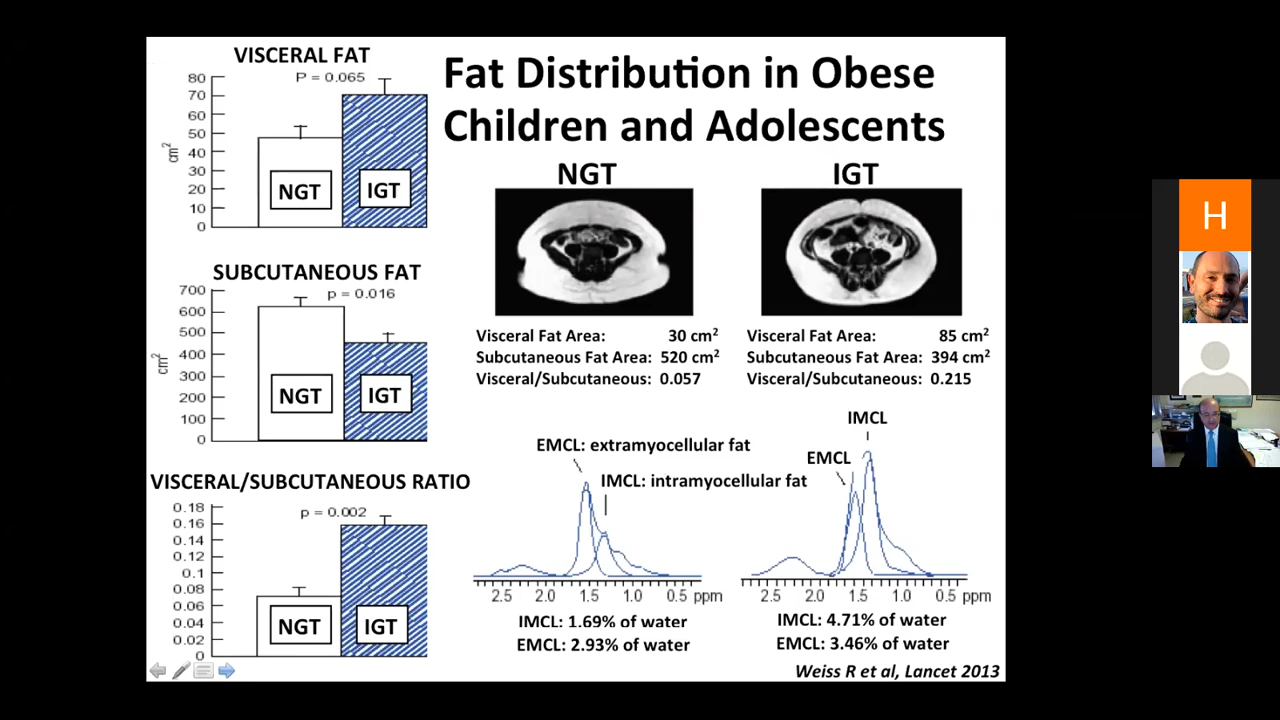 VISCERAL FAT
P = 0.065
80
70
60
50
40
30
20
10
0
cm2
NGT
IGT
SUBCUTANEOUS FAT
p = 0.016
700
600
500
400
300
200
100
0
cm2
NGT
IGT
VISCERAL/SUBCUTANEOUS RATIO
p = 0.002
0.18
0.16
0.14
0.12
0.1
0.08
0.06
0.04
0.02
0
NGT
IGT
Fat Distribution in Obese
Children and Adolescents
NGT
Visceral Fat Area: 30 cm2
Subcutaneous Fat Area: 520 cm2
Visceral/Subcutaneous: 0.057
IGT
Visceral Fat Area: 85 cm2
Subcutaneous Fat Area: 394 cm2
Visceral/Subcutaneous: 0.215
EMCL: extramyocellular fat
IMCL: intramyocellular fat
2.5 2.0 1.5 1.0 0.5 ppm
IMCL: 1.69% of water
EMCL: 2.93% of water
IMCL
EMCL
2.5 2.0 1.5 1.0 0.5 ppm
IMCL: 4.71% of water
EMCL: 3.46% of water
Weiss R et al, Lancet 2013
H